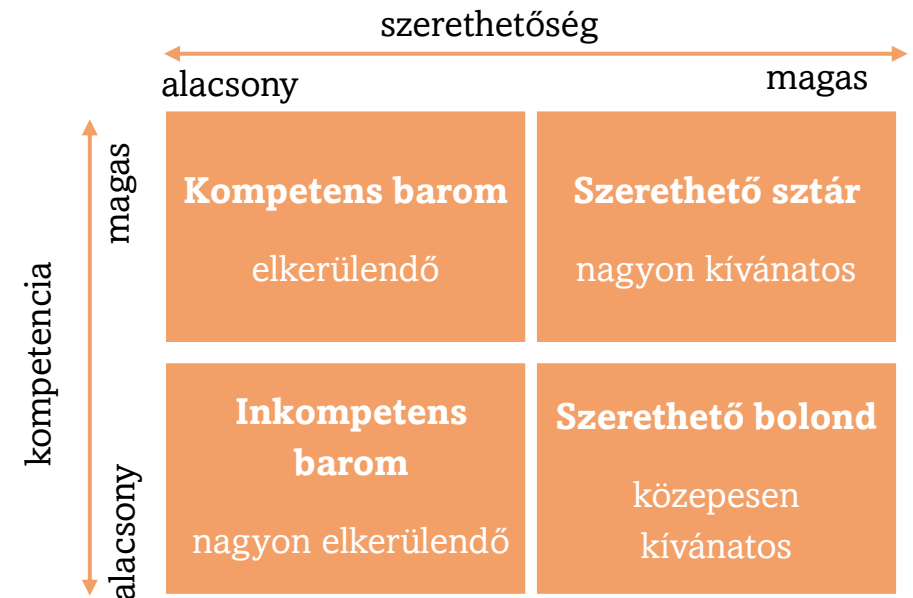 szerethetőség
alacsony
magas
kompetencia
magas
alacsony
Kompetens barom
elkerülendő
Szerethető sztár
nagyon kívánatos
Inkompetens
barom
nagyon elkerülendő
Szerethető bolond
közepesen
kívánatos